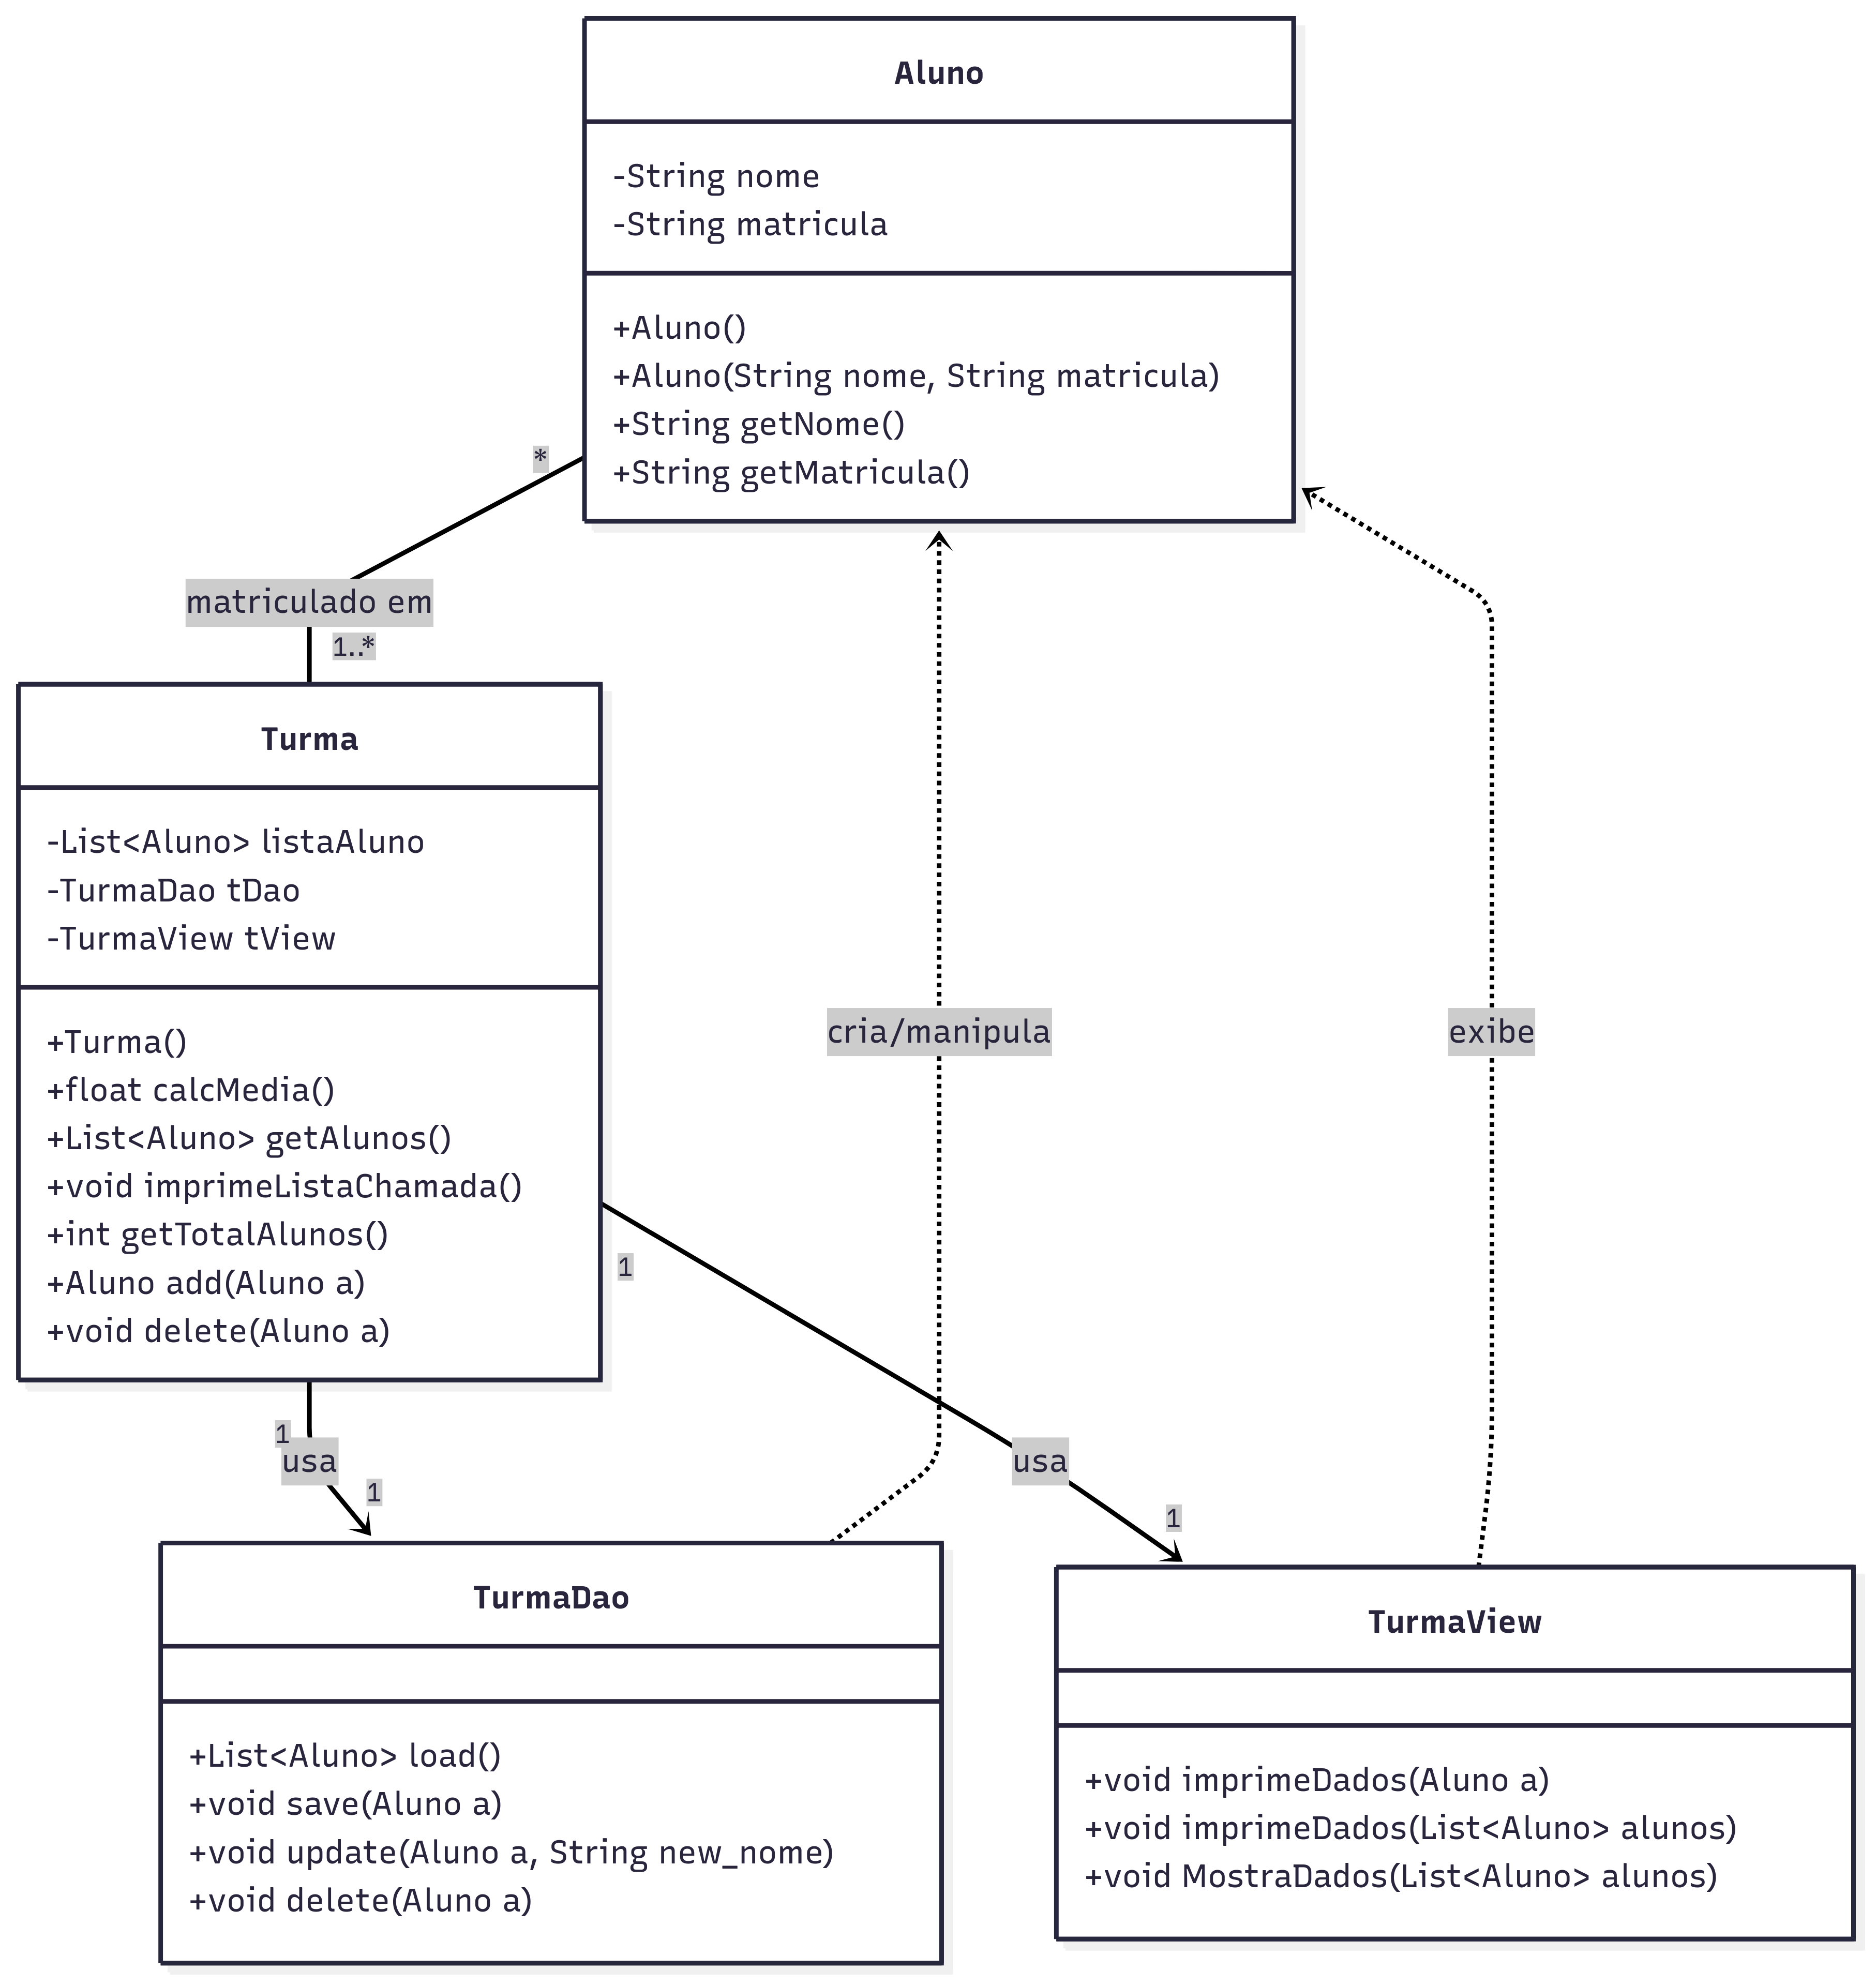 Aluno
-String nome
-String matricula
+Aluno()
+Aluno(String nome, String matricula)
+String getNome()
+String getMatricula()
*
matriculado em
1..*
Turma
-List<Aluno> listaAluno
-TurmaDao tDao
-TurmaView tView
+Turma()
+float calcMedia()
+List<Aluno> getAlunos()
+void imprimeListaChamada()
+int getTotalAlunos()
+Aluno add(Aluno a)
+void delete(Aluno a)
cria/manipula
exibe
1
1
usa
1
usa
1
TurmaDao
+List<Aluno> load()
+void save(Aluno a)
+void update(Aluno a, String new_nome)
+void delete(Aluno a)
TurmaView
+void imprimeDados(Aluno a)
+void imprimeDados(List<Aluno> alunos)
+void MostraDados(List<Aluno> alunos)